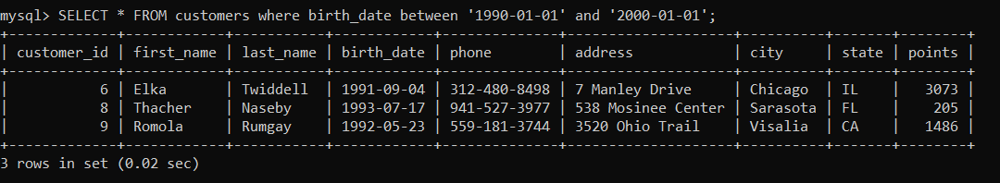 mysql> SELECT * FROM customers where birth_date between '1990-01-01' and '2000-01-01';
+-------------+------------+-----------+------------+--------------+--------------------+----------+-------+--------+
| customer_id | first_name | last_name | birth_date | phone        | address            | city     | state | points |
+-------------+------------+-----------+------------+--------------+--------------------+----------+-------+--------+
|           6 | Elka       | Twiddell  | 1991-09-04 | 312-480-8498 | 7 Manley Drive     | Chicago  | IL    |   3073 |
|           8 | Thacher    | Naseby    | 1993-07-17 | 941-527-3977 | 538 Mosinee Center | Sarasota | FL    |    205 |
|           9 | Romola     | Rumgay    | 1992-05-23 | 559-181-3744 | 3520 Ohio Trail    | Visalia  | CA    |   1486 |
+-------------+------------+-----------+------------+--------------+--------------------+----------+-------+--------+
3 rows in set (0.02 sec)